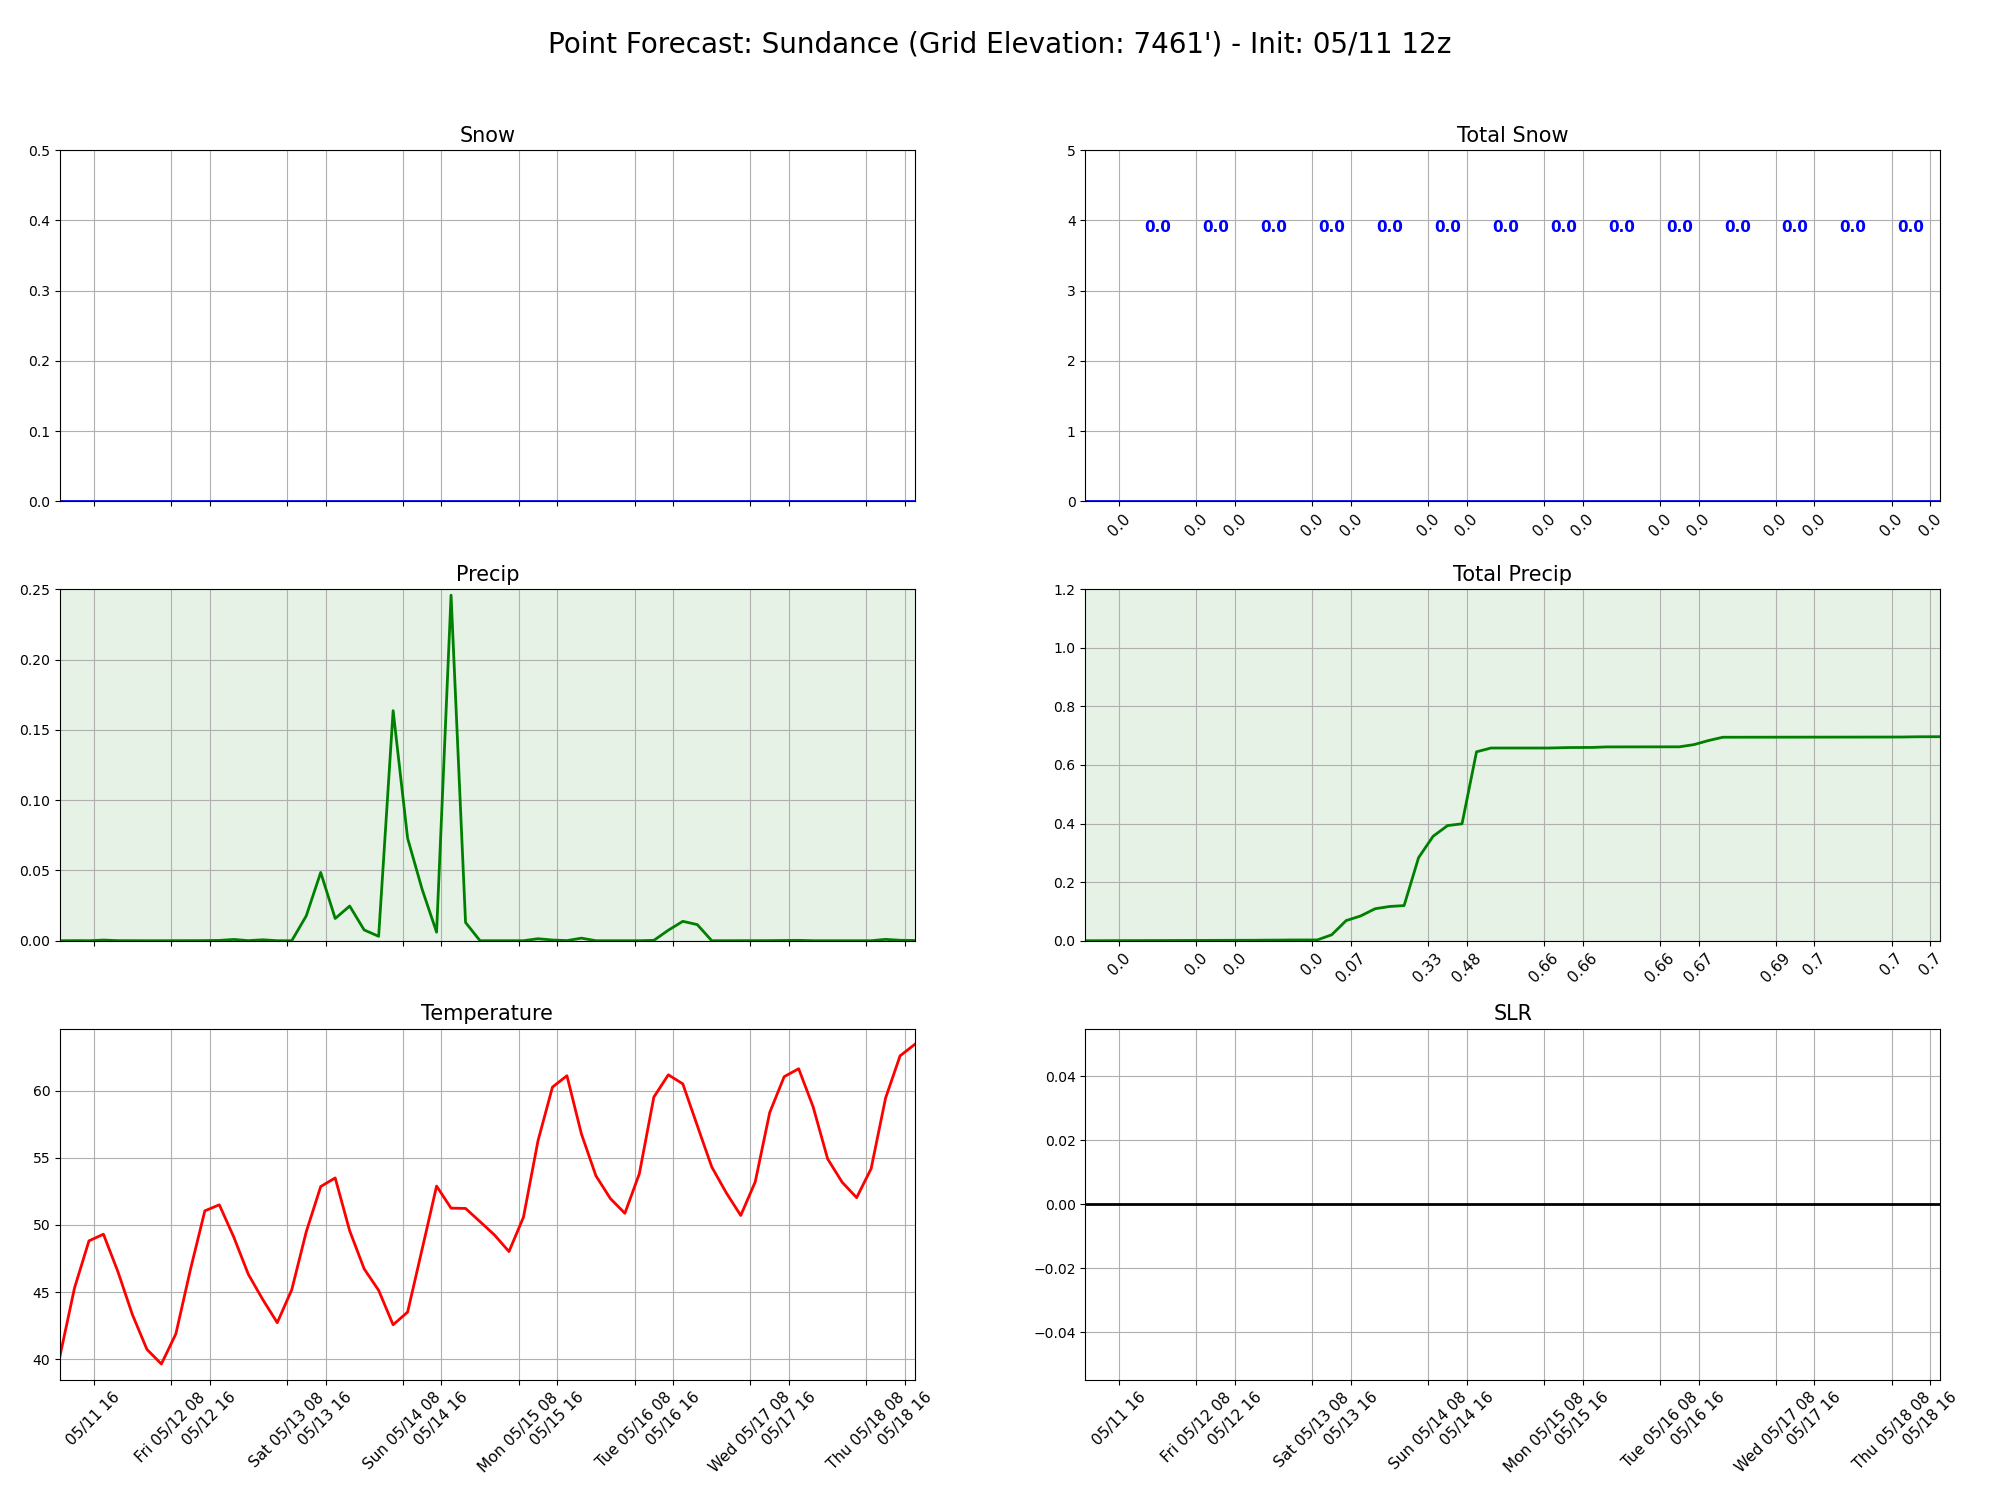 Point Forecast: Sundance (Grid Elevation: 7461') - Init: 05/11 12z
Snow
0.5
0.4
0.3
0.2
0.1
0.0
Total Snow
5
4
3
2
1
0
0.0 0.0 0.0 0.0 0.0 0.0 0.0 0.0 0.0 0.0 0.0 0.0 0.0 0.0
0.0 0.0 0.0 0.0 0.0 0.0 0.0 0.0 0.0 0.0 0.0 0.0 0.0 0.0 0.0
Precip
0.25
0.20
0.15
0.10
0.05
0.00
Total Precip
1.2
1.0
0.8
0.6
0.4
0.2
0.0
0.0 0.0 0.0 0.0 0.07 0.33 0.48 0.66 0.66 0.66 0.67 0.69 0.7 0.7 0.7
Temperature
60
55
50
45
40
05/11 16
Fri 05/12 08
05/12 16
Sat 05/13 08
05/13 16
Sun 05/14 08
05/14 16
Mon 05/15 08
05/15 16
Tue 05/16 08
05/16 16
Wed 05/17 08
05/17 16
Thu 05/18 08
05/18 16
SLR
0.04
0.02
0.00
−0.02
−0.04
05/11 16
Fri 05/12 08
05/12 16
Sat 05/13 08
05/13 16
Sun 05/14 08
05/14 16
Mon 05/15 08
05/15 16
Tue 05/16 08
05/16 16
Wed 05/17 08
05/17 16
Thu 05/18 08
05/18 16